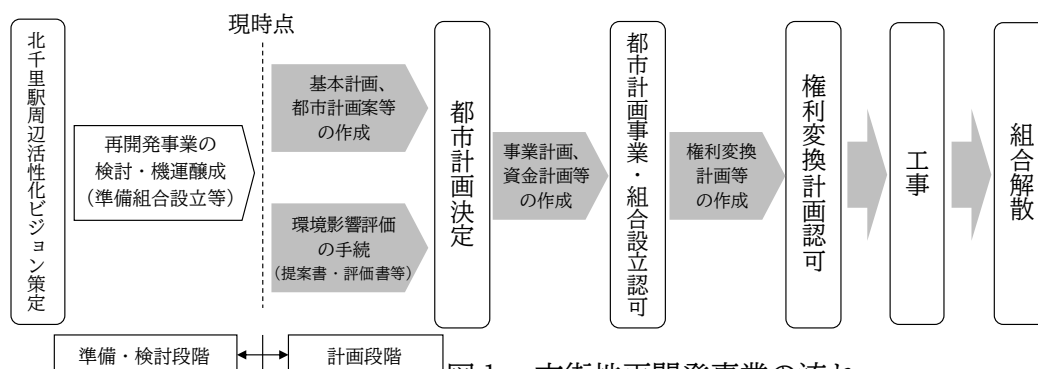 現時点
北千里駅周辺活性化ビジョン策定
再開発事業の
検討・機運醸成
（準備組合設立等）
基本計画、
都市計画案等
の作成
環境影響評価
の手続
（提案書・評価書等）
都市計画決定
事業計画、
資金計画等
の作成
都市計画事業・組合設立認可
権利変換
計画等
の作成
権利変換計画認可
工事
組合解散
準備・検討段階
計画段階